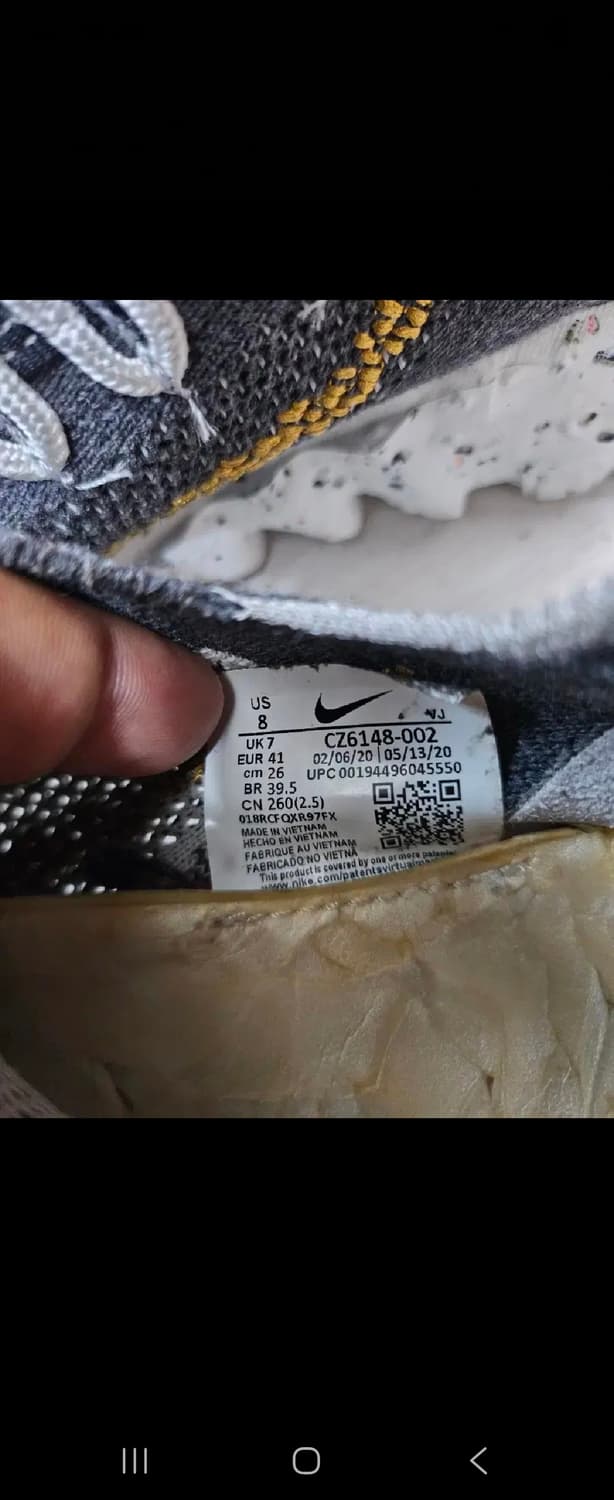 US
8
VJ
UK 7
CZ6148-002
EUR 41
02/06/20 | 05/13/20
cm 26
UPC 00194496045550
BR 39.5
CN 260(2.5)
018RCFQXR97FX
MADE IN VIETNAM
HECHO EN VIETNAM
FABRIQUE AU VIETNAM
FABRICADO NO VIETNA
This product is covered by one or more
www.nike.com/patents